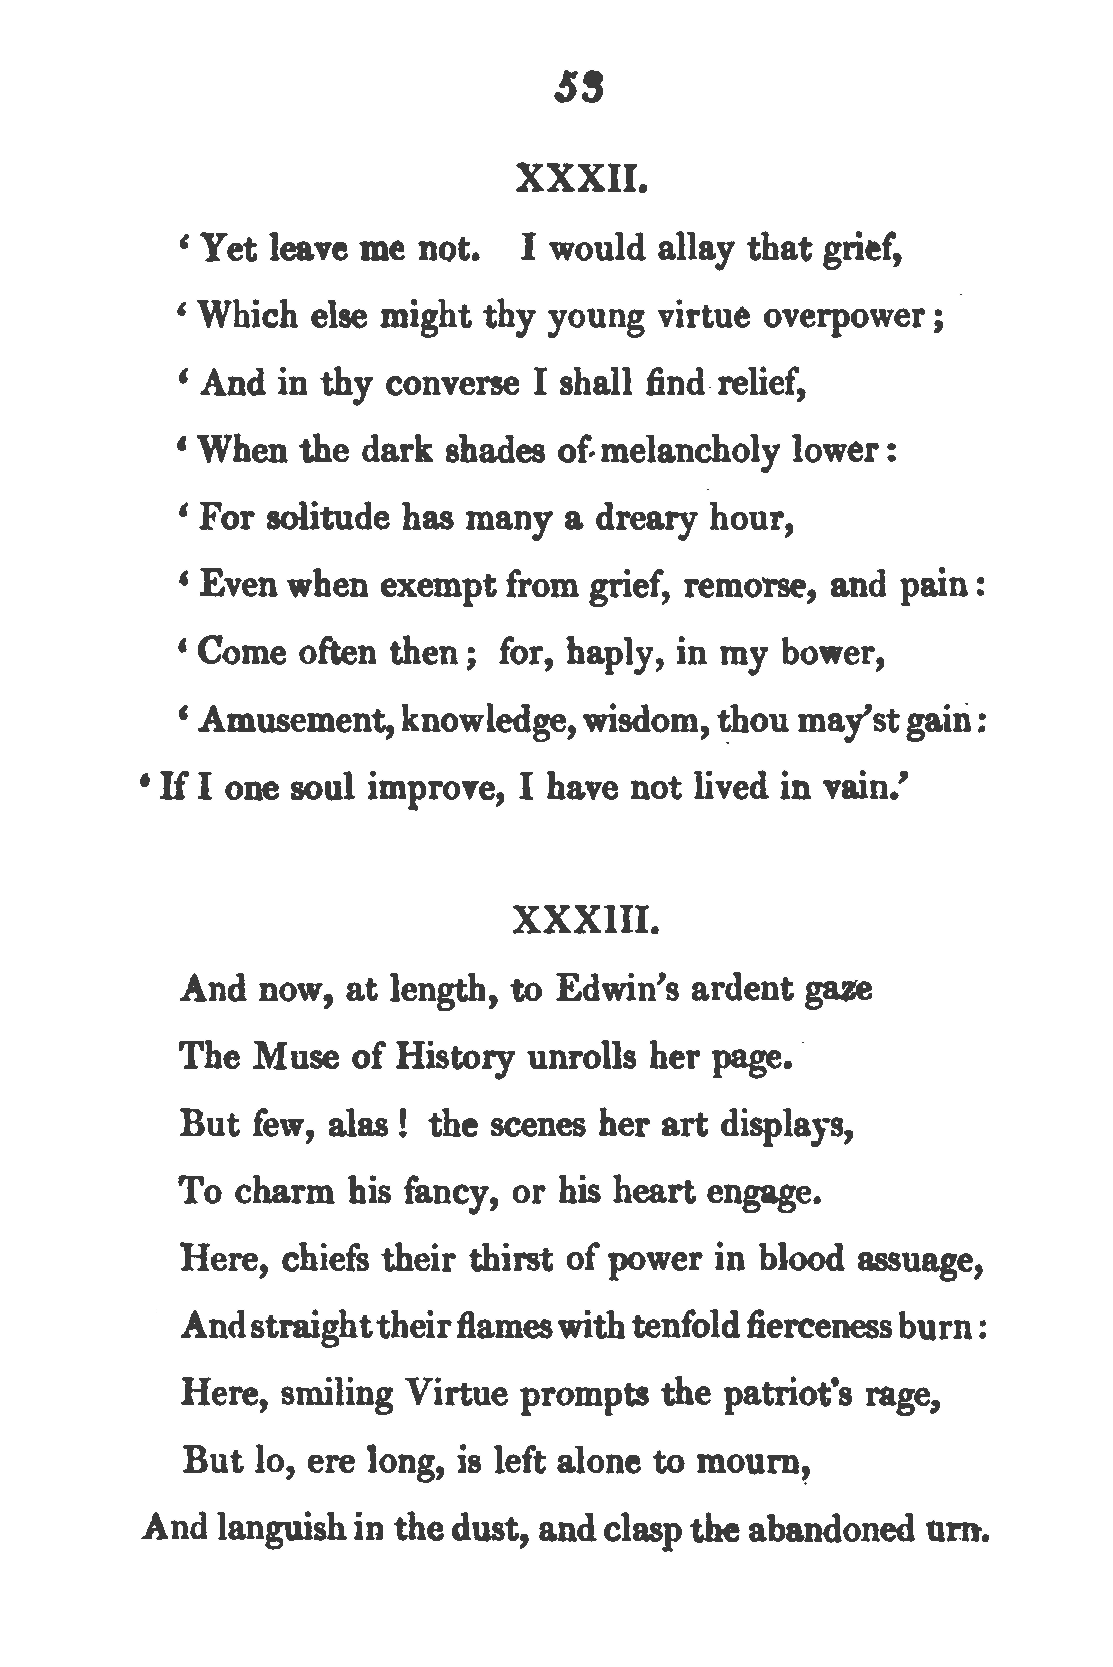 53
XXXII.
‘ Yet leave me not. I would allay that grief,
‘ Which else might thy young virtue overpower ;
‘ And in thy converse I shall find relief,
‘ When the dark shades of melancholy lower :
‘ For solitude has many a dreary hour,
‘ Even when exempt from grief, remorse, and pain :
‘ Come often then ; for, haply, in my bower,
‘ Amusement, knowledge, wisdom, thou may’st gain :
‘ If I one soul improve, I have not lived in vain.’
XXXIII.
And now, at length, to Edwin’s ardent gaze
The Muse of History unrolls her page.
But few, alas ! the scenes her art displays,
To charm his fancy, or his heart engage.
Here, chiefs their thirst of power in blood assuage,
And straight their flames with tenfold fierceness burn :
Here, smiling Virtue prompts the patriot’s rage,
But lo, ere long, is left alone to mourn,
And languish in the dust, and clasp the abandoned urn.